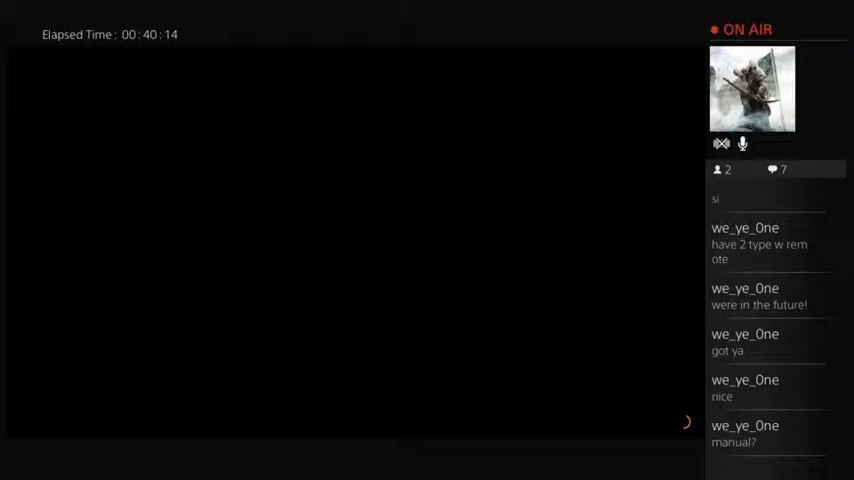 Elapsed Time: 00:40:14
ON AIR
2
7
si
we_ye_0ne
have 2 type w rem
ote
we_ye_0ne
were in the future!
we_ye_0ne
got ya
we_ye_0ne
nice
we_ye_0ne
manual?